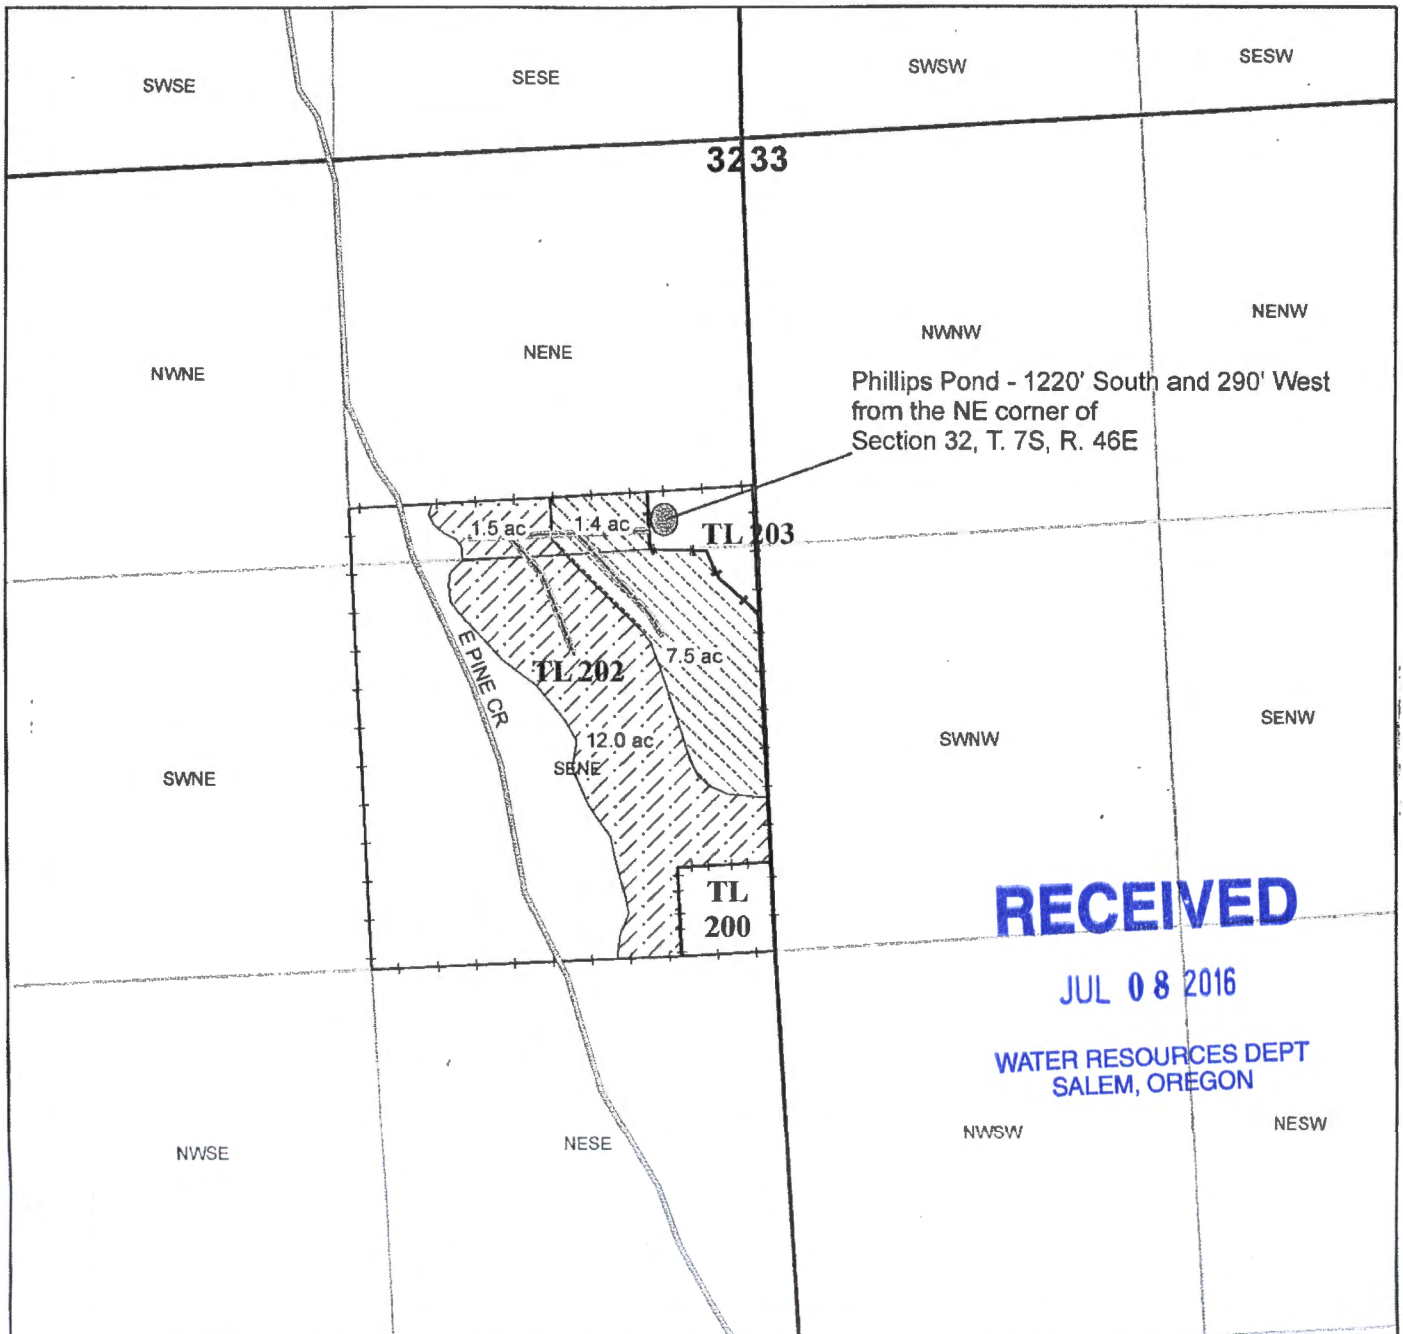 SWSE
SESE
SWSW
SESW
32 33
NWNE
NENE
NWNW
NENW
Phillips Pond - 1220' South and 290' West
from the NE corner of
Section 32, T. 7S, R. 46E
1.5 ac
1.4 ac
TL 203
E PINE CR
TL 202
7.5 ac
12.0 ac
SWNE
SENE
SWNW
SENW
TL
200
RECEIVED
JUL 08 2016
WATER RESOURCES DEPT
SALEM, OREGON
NWSE
NESE
NWSW
NESW